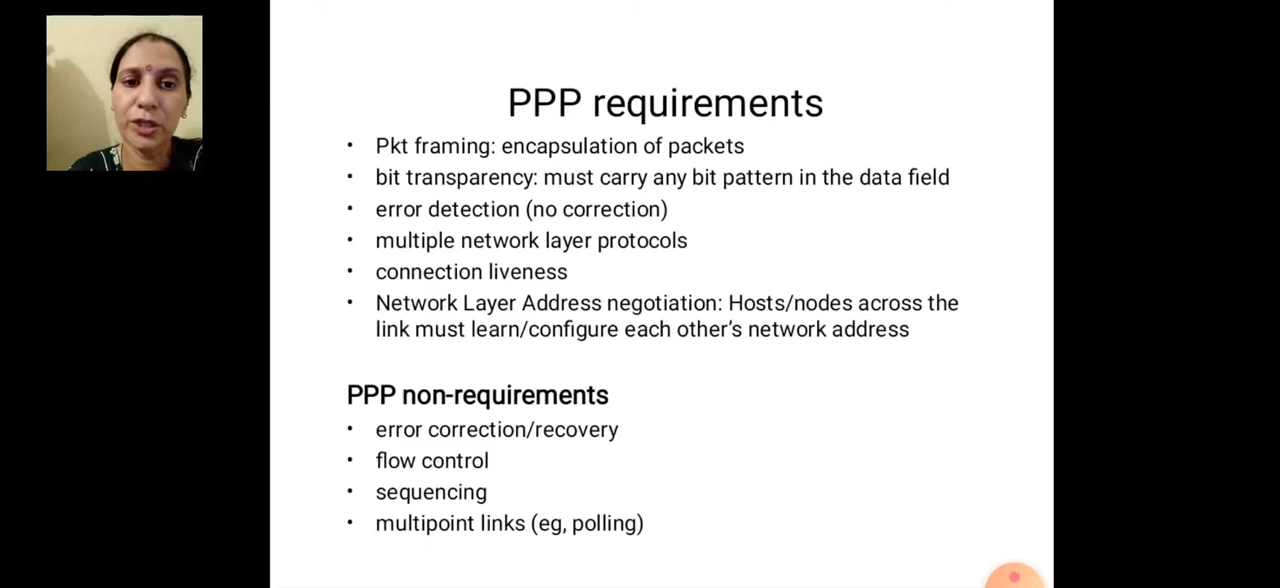 PPP requirements
• Pkt framing: encapsulation of packets
• bit transparency: must carry any bit pattern in the data field
• error detection (no correction)
• multiple network layer protocols
• connection liveness
• Network Layer Address negotiation: Hosts/nodes across the
link must learn/configure each other’s network address
PPP non-requirements
• error correction/recovery
• flow control
• sequencing
• multipoint links (eg, polling)